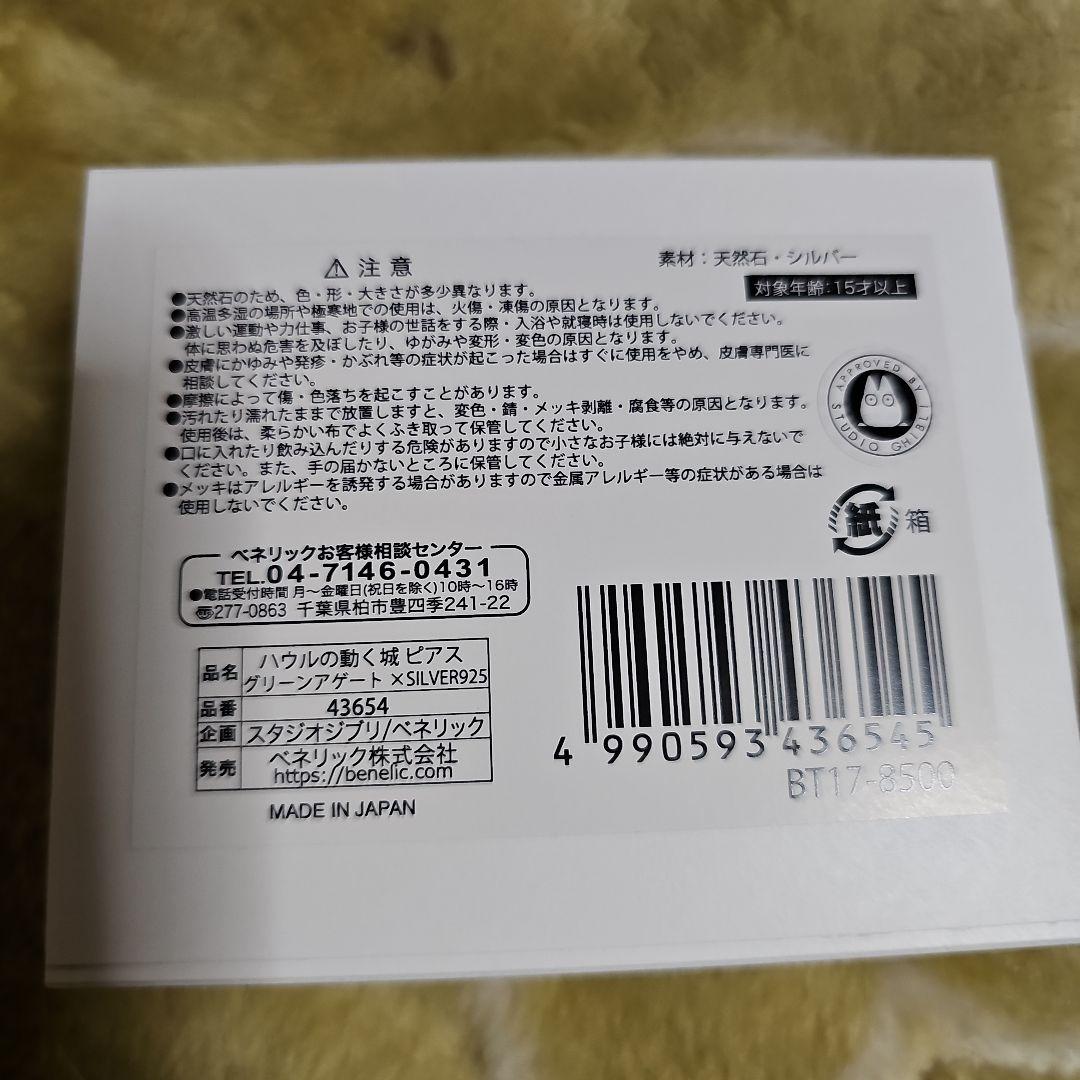 ⚠ 注意
素材：天然石・シルバー
対象年齢：15才以上
●天然石のため、色・形・大きさが多少異なります。
●高温多湿の場所や極寒地での使用は、火傷・凍傷の原因となります。
●激しい運動や力仕事、お子様の世話をする際・入浴や就寝時は使用しないでください。
体に思わぬ危害を及ぼしたり、ゆがみや変形・変色の原因となります。
●皮膚にかゆみや発疹・かぶれ等の症状が起こった場合はすぐに使用をやめ、皮膚専門医に
相談してください。
●摩擦によって傷・色落ちを起こすことがあります。
●汚れたり濡れたままで放置しますと、変色・錆・メッキ剥離・腐食等の原因となります。
使用後は、柔らかい布でよくふき取って保管してください。
●口に入れたり飲み込んだりする危険がありますので小さなお子様には絶対に与えないで
ください。また、手の届かないところに保管してください。
●メッキはアレルギーを誘発する場合がありますので金属アレルギー等の症状がある場合は
使用しないでください。
APPROVED BY STUDIO GHIBLI
紙 箱
ベネリックお客様相談センター
TEL.04-7146-0431
●電話受付時間 月～金曜日(祝日を除く)10時～16時
〠277-0863 千葉県柏市豊四季241-22
品名 ハウルの動く城 ピアス
グリーンアゲート ×SILVER925
品番 43654
企画 スタジオジブリ/ベネリック
発売 ベネリック株式会社
https://benelic.com
MADE IN JAPAN
4 990593 436545
BT17-8500